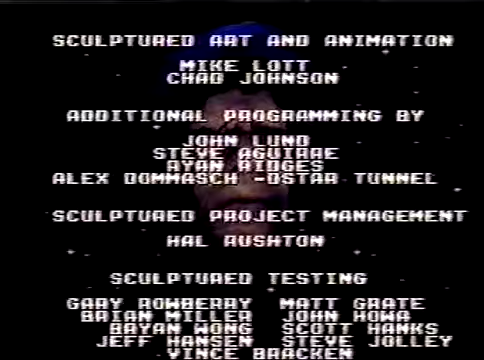 SCULPTURED ART AND ANIMATION
MIKE LOTT
CHAD JOHNSON
ADDITIONAL PROGRAMMING BY
JOHN LUND
STEVE AGUIRRE
RYAN RIDGES
ALEX DOMMASCH -DSTAR TUNNEL
SCULPTURED PROJECT MANAGEMENT
HAL RUSHTON
SCULPTURED TESTING
GARY ROWBERRY MATT GRATE
BRIAN MILLER JOHN HOWA
BRYAN WONG SCOTT HANKS
JEFF HANSEN STEVE JOLLEY
VINCE BRACKEN